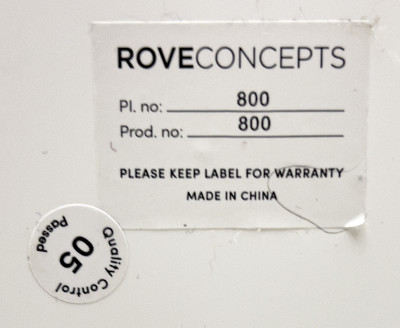 ROVECONCEPTS
Pl. no: 800
Prod. no: 800
PLEASE KEEP LABEL FOR WARRANTY
MADE IN CHINA
Quality Control
05
Passed